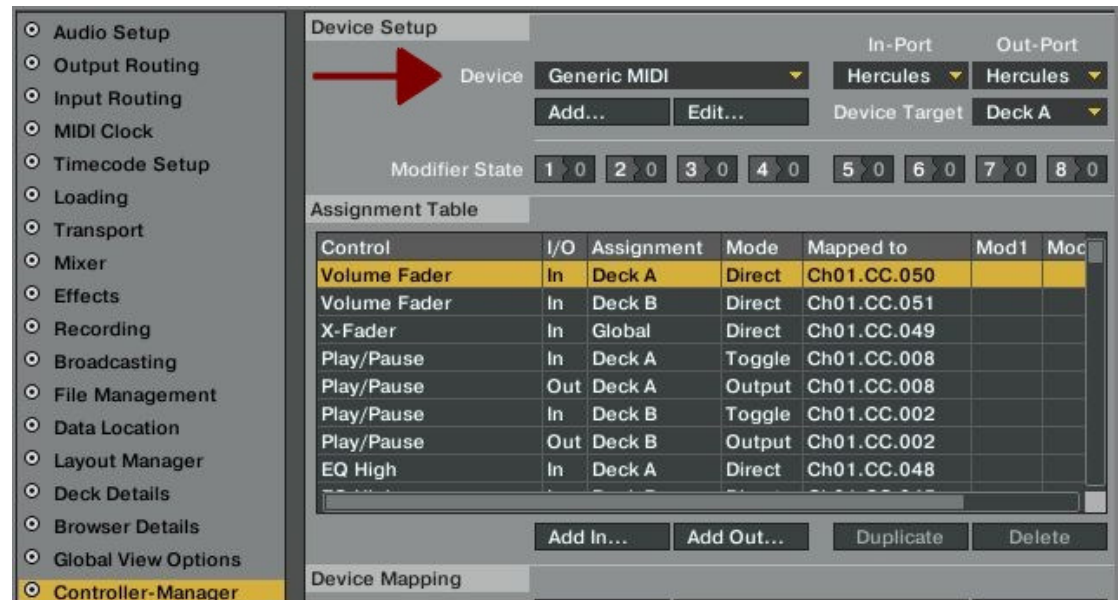 Audio Setup
Output Routing
Input Routing
MIDI Clock
Timecode Setup
Loading
Transport
Mixer
Effects
Recording
Broadcasting
File Management
Data Location
Layout Manager
Deck Details
Browser Details
Global View Options
Controller-Manager
Device Setup
In-Port Out-Port
Device Generic MIDI Hercules Hercules
Add... Edit... Device Target Deck A
Modifier State 1 0 2 0 3 0 4 0 5 0 6 0 7 0 8 0
Assignment Table
Control I/O Assignment Mode Mapped to Mod1 Mod
Volume Fader In Deck A Direct Ch01.CC.050
Volume Fader In Deck B Direct Ch01.CC.051
X-Fader In Global Direct Ch01.CC.049
Play/Pause In Deck A Toggle Ch01.CC.008
Play/Pause Out Deck A Output Ch01.CC.008
Play/Pause In Deck B Toggle Ch01.CC.002
Play/Pause Out Deck B Output Ch01.CC.002
EQ High In Deck A Direct Ch01.CC.048
Add In... Add Out... Duplicate Delete
Device Mapping